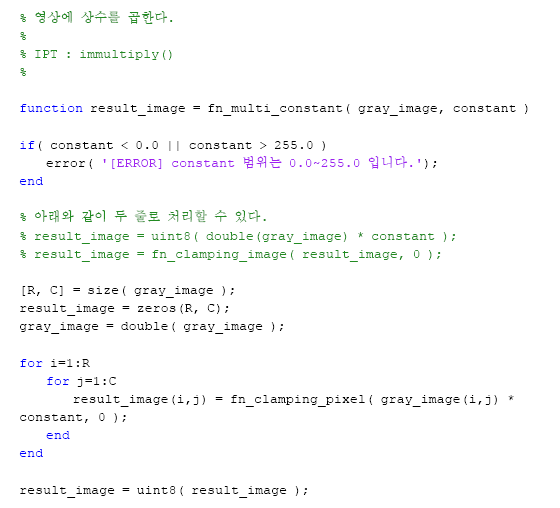 % 영상에 상수를 곱한다.
%
% IPT : immultiply()
%
function result_image = fn_multi_constant( gray_image, constant )
if( constant < 0.0 || constant > 255.0 )
error( '[ERROR] constant 범위는 0.0~255.0 입니다.');
end
% 아래와 같이 두 줄로 처리할 수 있다.
% result_image = uint8( double(gray_image) * constant );
% result_image = fn_clamping_image( result_image, 0 );
[R, C] = size( gray_image );
result_image = zeros(R, C);
gray_image = double( gray_image );
for i=1:R
for j=1:C
result_image(i,j) = fn_clamping_pixel( gray_image(i,j) *
constant, 0 );
end
end
result_image = uint8( result_image );